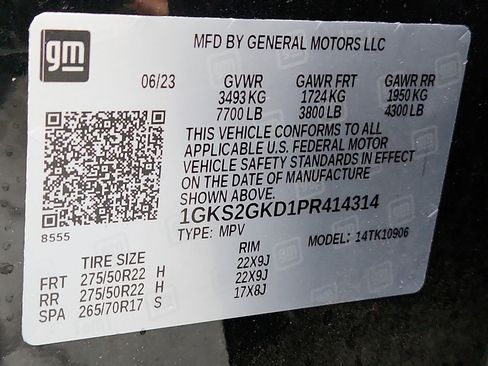 gm
MFD BY GENERAL MOTORS LLC
06/23 GVWR GAWR FRT GAWR RR
3493 KG 1724 KG 1950 KG
7700 LB 3800 LB 4300 LB
THIS VEHICLE CONFORMS TO ALL
APPLICABLE U.S. FEDERAL MOTOR
VEHICLE SAFETY STANDARDS IN EFFECT
ON THE DATE OF MANUFACTURE
SHOWN ABOVE.
1GKS2GKD1PR414314
8555
TYPE: MPV MODEL: 14TK10906
TIRE SIZE RIM
FRT 275/50R22 H 22X9J
RR 275/50R22 H 22X9J
SPA 265/70R17 S 17X8J